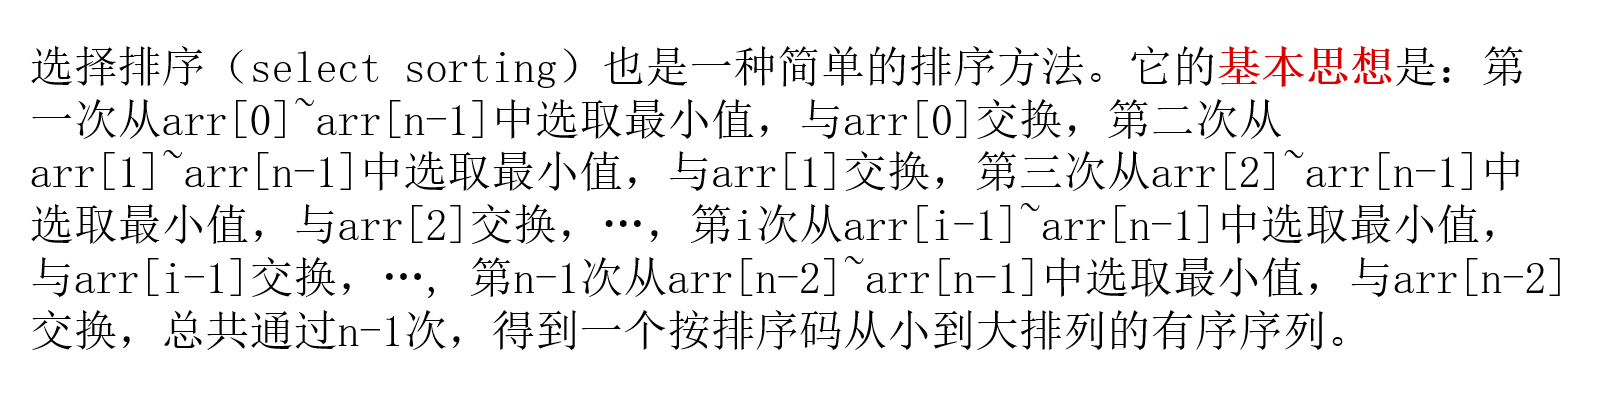 选择排序（select sorting）也是一种简单的排序方法。它的基本思想是：第
一次从arr[0]~arr[n-1]中选取最小值，与arr[0]交换，第二次从
arr[1]~arr[n-1]中选取最小值，与arr[1]交换，第三次从arr[2]~arr[n-1]中
选取最小值，与arr[2]交换，…，第i次从arr[i-1]~arr[n-1]中选取最小值，
与arr[i-1]交换，…, 第n-1次从arr[n-2]~arr[n-1]中选取最小值，与arr[n-2]
交换，总共通过n-1次，得到一个按排序码从小到大排列的有序序列。